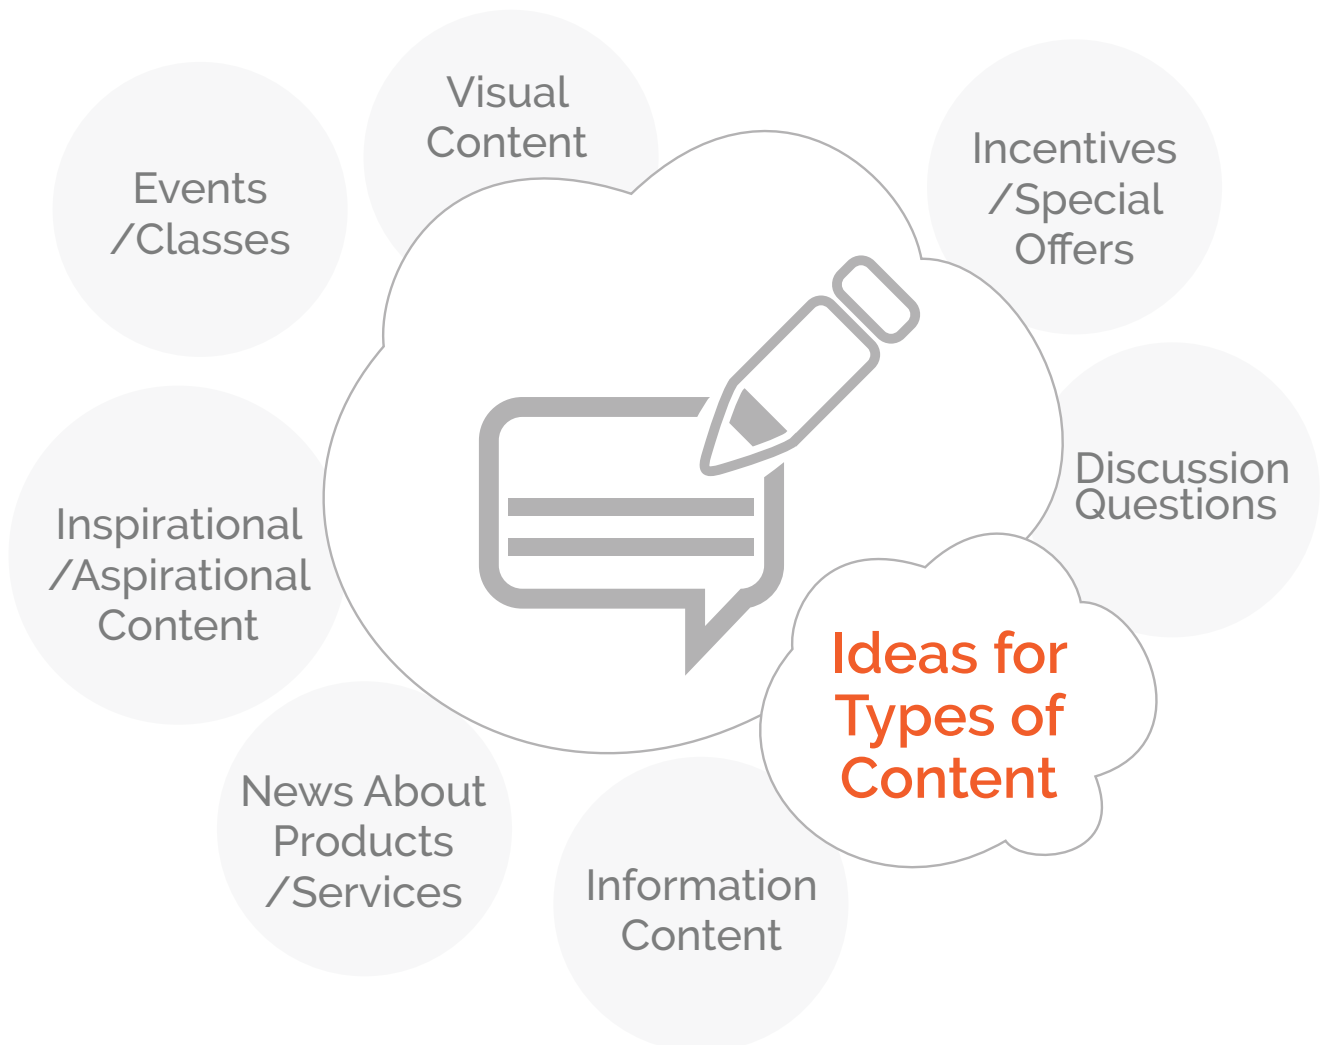 Visual
Content
Events
/Classes
Incentives
/Special
Offers
Discussion
Questions
Inspirational
/Aspirational
Content
Ideas for
Types of
Content
News About
Products
/Services
Information
Content